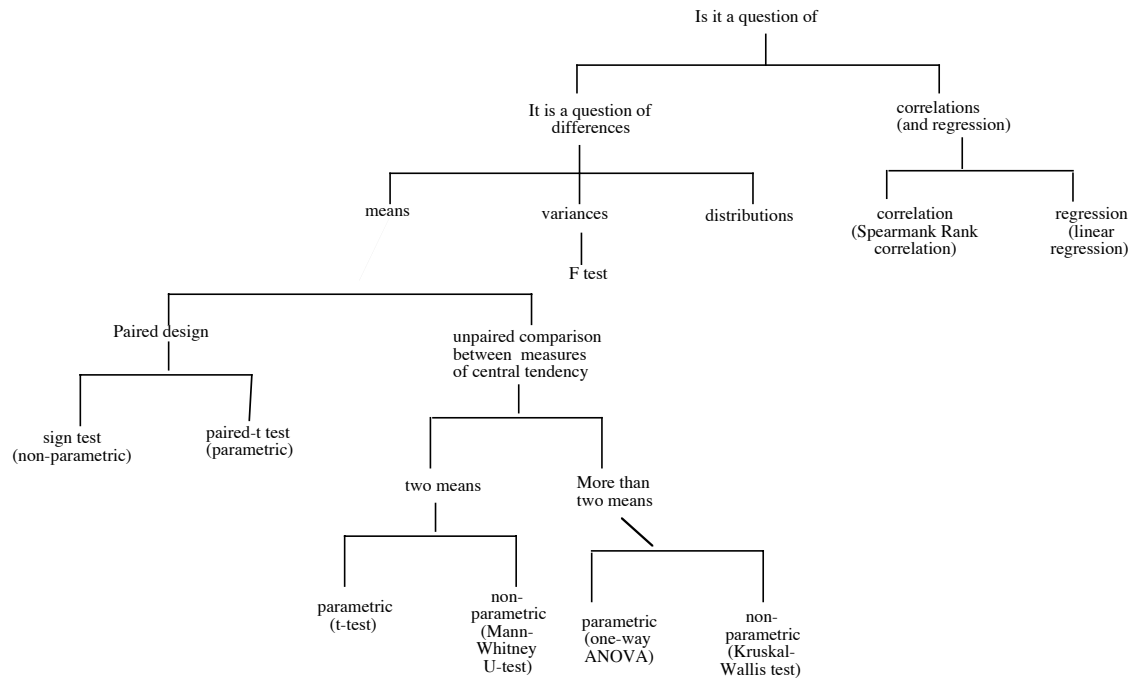 Is it a question of
It is a question of
differences
correlations
(and regression)
means
variances
distributions
correlation
(Spearmank Rank
correlation)
regression
(linear
regression)
F test
Paired design
unpaired comparison
between measures
of central tendency
sign test
(non-parametric)
paired-t test
(parametric)
two means
More than
two means
parametric
(t-test)
non-
parametric
(Mann-
Whitney
U-test)
parametric
(one-way
ANOVA)
non-
parametric
(Kruskal-
Wallis test)